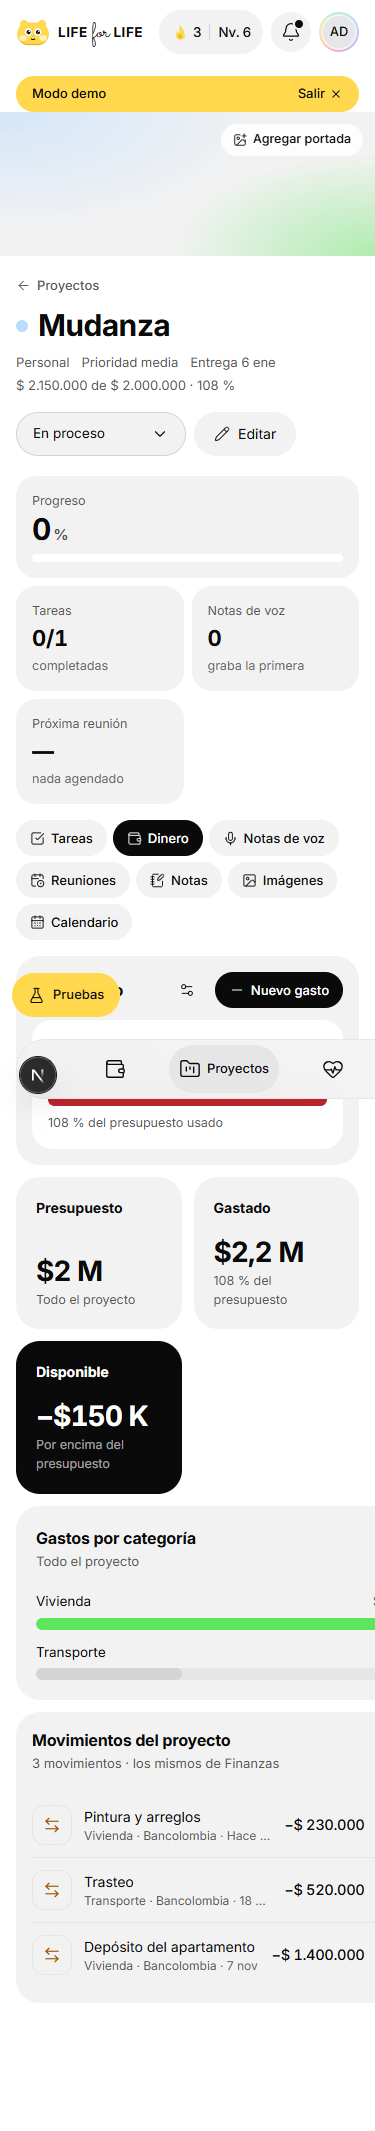 LIFE for LIFE
3
Nv. 6
AD
Modo demo
Salir
Agregar portada
Proyectos
Mudanza
Personal Prioridad media Entrega 6 ene
$ 2.150.000 de $ 2.000.000 · 108 %
En proceso
Editar
Progreso
0 %
Tareas
0/1
completadas
Notas de voz
0
graba la primera
Próxima reunión
—
nada agendado
Tareas
Dinero
Notas de voz
Reuniones
Notas
Imágenes
Calendario
Pruebas
Nuevo gasto
N
Proyectos
108 % del presupuesto usado
Presupuesto
$2 M
Todo el proyecto
Gastado
$2,2 M
108 % del
presupuesto
Disponible
−$150 K
Por encima del
presupuesto
Gastos por categoría
Todo el proyecto
Vivienda
Transporte
Movimientos del proyecto
3 movimientos · los mismos de Finanzas
Pintura y arreglos
−$ 230.000
Vivienda · Bancolombia · Hace ...
Trasteo
−$ 520.000
Transporte · Bancolombia · 18 ...
Depósito del apartamento
−$ 1.400.000
Vivienda · Bancolombia · 7 nov